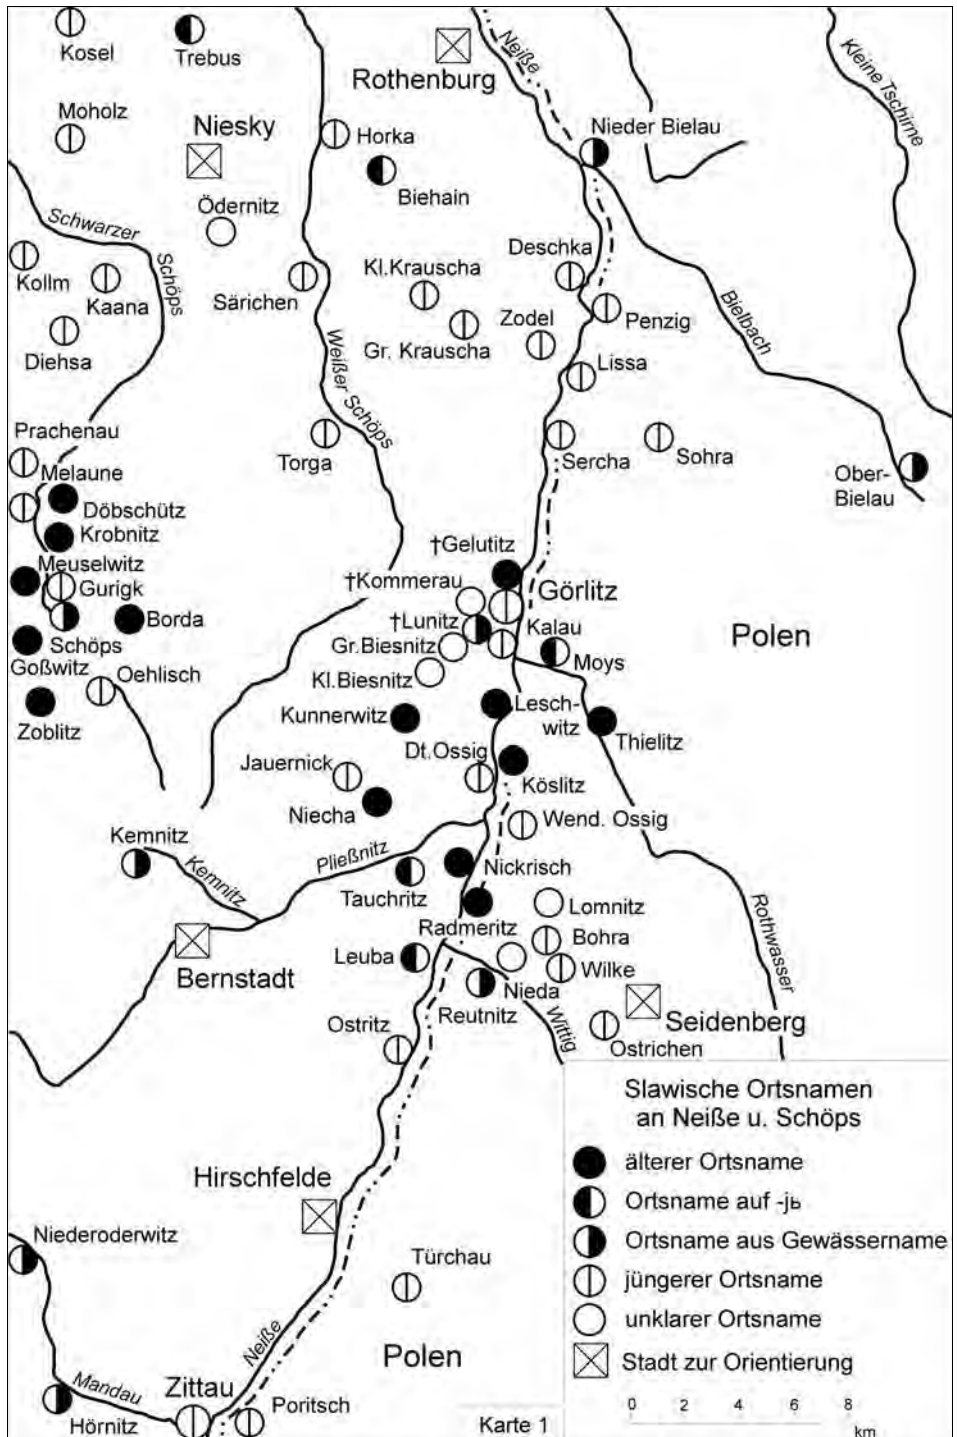 Kosel
Trebus
Rothenburg
Neiße
Kleine Tschirne
Moholz
Niesky
Horka
Nieder Bielau
Biehain
Ödernitz
Schwarzer
Schöps
Kollm
Kaana
Särichen
Kl.Krauscha
Deschka
Diehsa
Gr. Krauscha
Zodel
Penzig
Bielbach
Weißer Schöps
Lissa
Prachenau
Melaune
Torga
Sercha
Sohra
Ober-
Bielau
Döbschütz
Krobnitz
Meuselwitz
Gurigk
†Gelutitz
†Kommerau
Görlitz
Borda
†Lunitz
Kalau
Polen
Schöps
Gr.Biesnitz
Moys
Goßwitz
Oehlisch
Kl.Biesnitz
Zoblitz
Kunnerwitz
Lesch-
witz
Thielitz
Jauernick
Dt.Ossig
Köslitz
Niecha
Wend. Ossig
Kemnitz
Kemnitz
Pließnitz
Nickrisch
Tauchritz
Lomnitz
Radmeritz
Bohra
Rothwasser
Bernstadt
Leuba
Wilke
Nieda
Reutnitz
Wittig
Seidenberg
Ostritz
Ostrichen
Hirschfelde
Niederoderwitz
Türchau
Neiße
Polen
Mandau
Zittau
Hörnitz
Poritsch
Karte 1
Slawische Ortsnamen
an Neiße u. Schöps
älterer Ortsname
Ortsname auf -jь
Ortsname aus Gewässername
jüngerer Ortsname
unklarer Ortsname
Stadt zur Orientierung
0 2 4 6 8
km